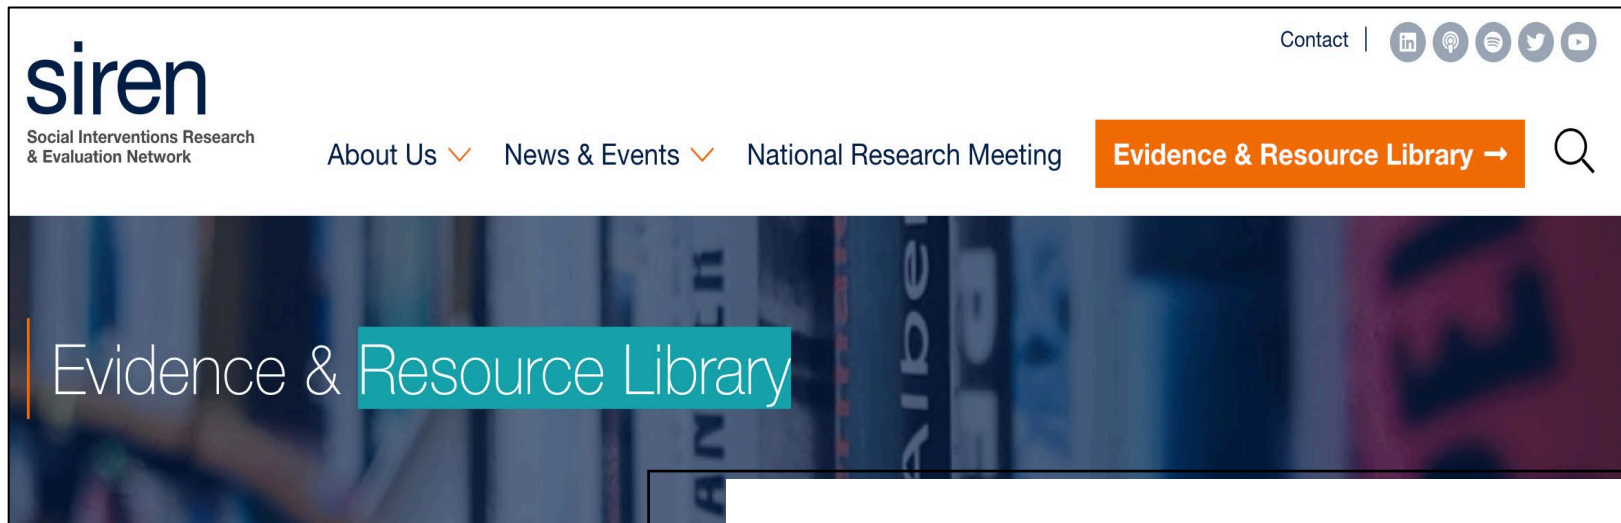 siren
Social Interventions Research
& Evaluation Network
Contact
About Us
News & Events
National Research Meeting
Evidence & Resource Library →
Evidence & Resource Library